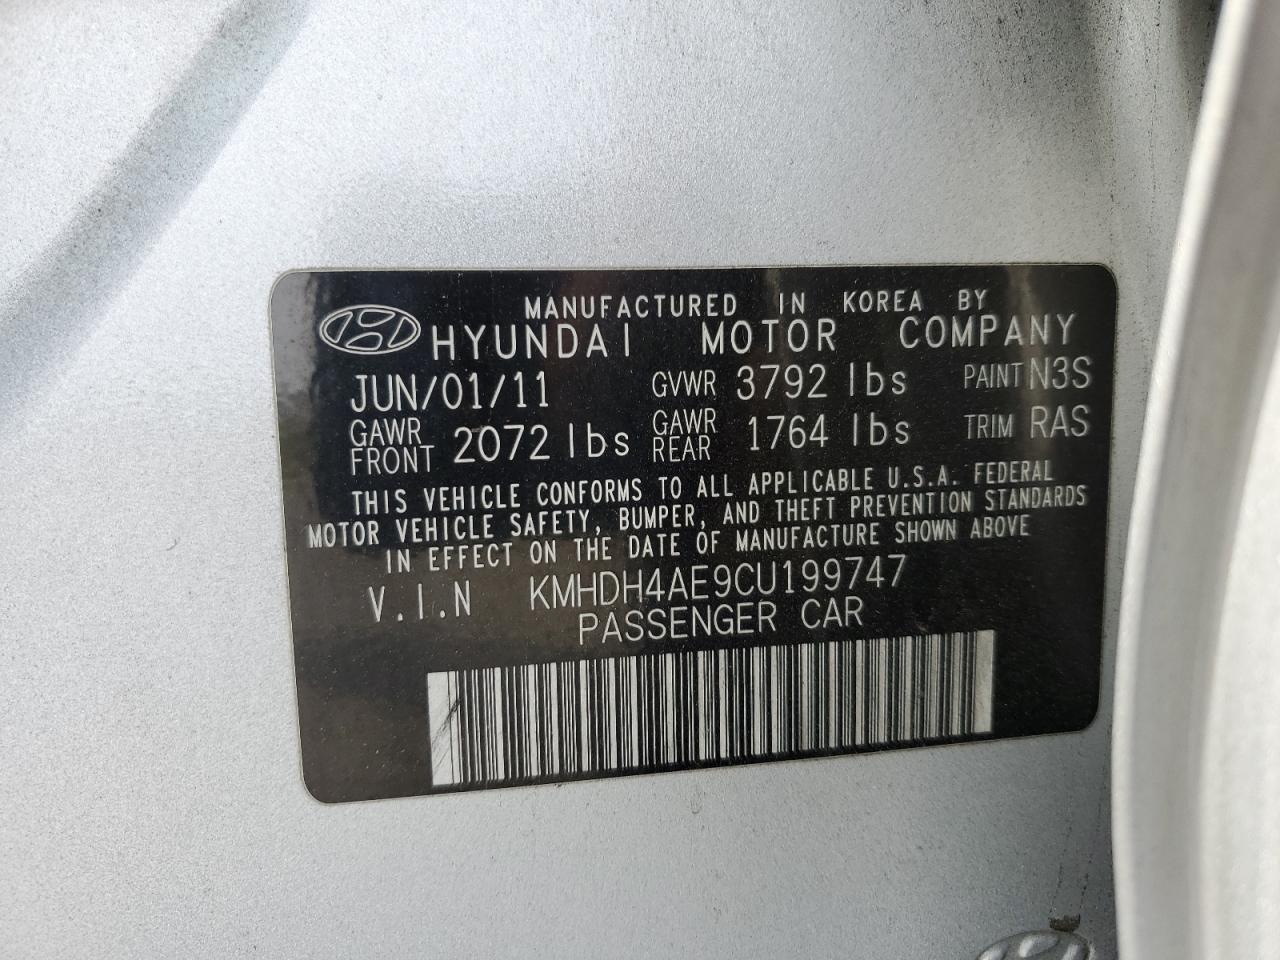 MANUFACTURED IN KOREA BY
HYUNDAI MOTOR COMPANY
JUN/01/11 GVWR 3792 lbs PAINT N3S
GAWR FRONT 2072 lbs GAWR REAR 1764 lbs TRIM RAS
THIS VEHICLE CONFORMS TO ALL APPLICABLE U.S.A. FEDERAL
MOTOR VEHICLE SAFETY, BUMPER, AND THEFT PREVENTION STANDARDS
IN EFFECT ON THE DATE OF MANUFACTURE SHOWN ABOVE
V.I.N KMHDH4AE9CU199747
PASSENGER CAR